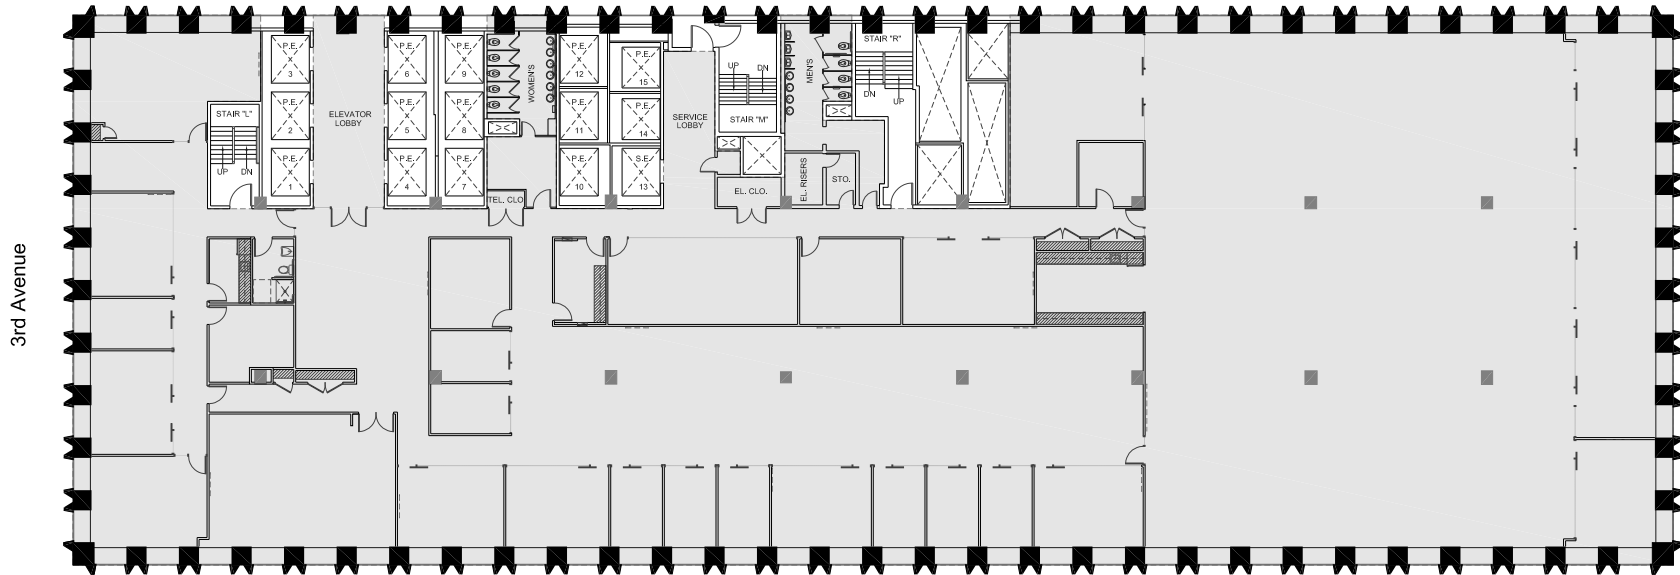 3rd Avenue
STAIR "L"
UP
DN
P.E.
3
P.E.
2
P.E.
1
ELEVATOR
LOBBY
P.E.
6
P.E.
5
P.E.
4
P.E.
9
P.E.
8
P.E.
7
WOMEN'S
TEL. CLO
P.E.
12
P.E.
11
P.E.
10
P.E.
15
P.E.
14
S.E.
13
SERVICE
LOBBY
UP
DN
STAIR "M"
EL. CLO.
MEN'S
EL. RISERS
STO.
STAIR "R"
DN
UP